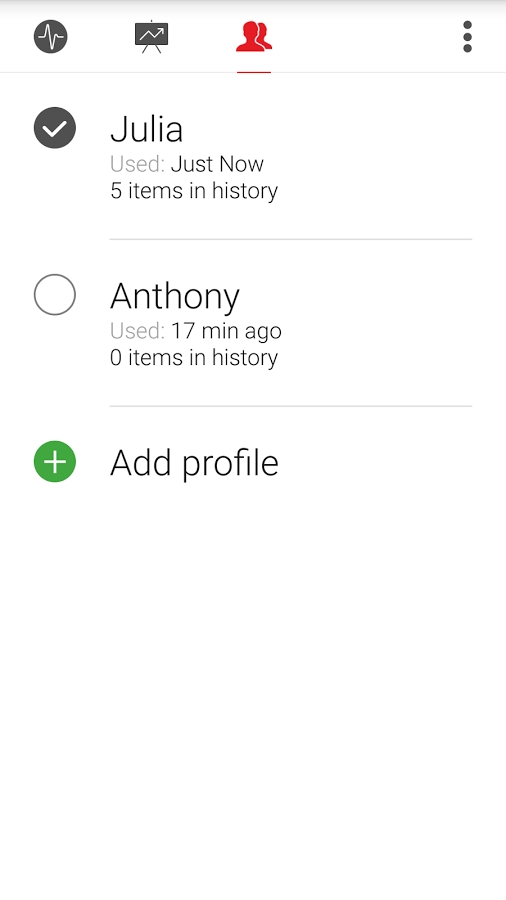 Julia
Used: Just Now
5 items in history
Anthony
Used: 17 min ago
0 items in history
Add profile